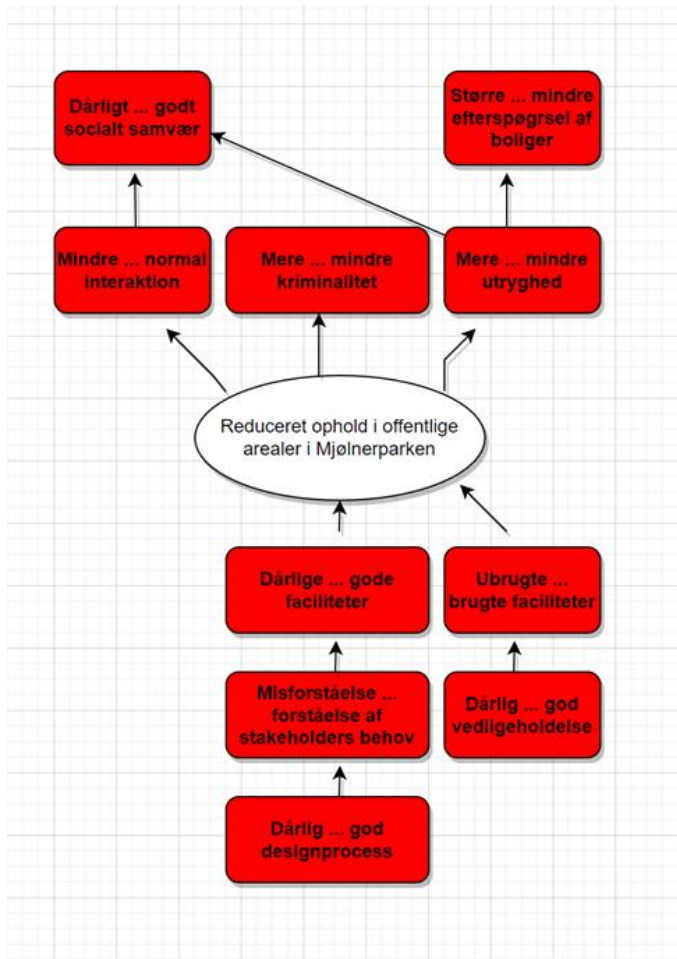 Dårligt ... godt
socialt samvær
Større ... mindre
efterspøgrsel af
boliger
Mindre ... normal
interaktion
Mere ... mindre
kriminalitet
Mere ... mindre
utryghed
Reduceret ophold i offentlige
arealer i Mjølnerparken
Dårlige ... gode
faciliteter
Ubrugte ...
brugte faciliteter
Misforståelse ...
forståelse af
stakeholders behov
Dårlig ... god
vedligeholdelse
Dårlig ... god
designprocess